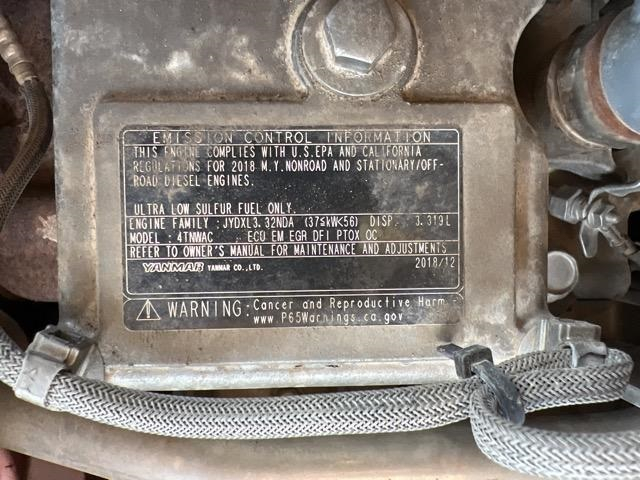 EMISSION CONTROL INFORMATION
THIS ENGINE COMPLIES WITH U.S.EPA AND CALIFORNIA
REGULATIONS FOR 2018 M.Y.NONROAD AND STATIONARY/OFF-
ROAD DIESEL ENGINES.
ULTRA LOW SULFUR FUEL ONLY.
ENGINE FAMILY : JYDXL3.32NDA (37≤kW<56) DISP. 3.319L
MODEL : 4TNWAC ECU EM EGR DFI PTOX OC
REFER TO OWNER'S MANUAL FOR MAINTENANCE AND ADJUSTMENTS
YANMAR YANMAR CO.,LTD. 2018/12
WARNING: Cancer and Reproductive Harm -
www.P65Warnings.ca.gov